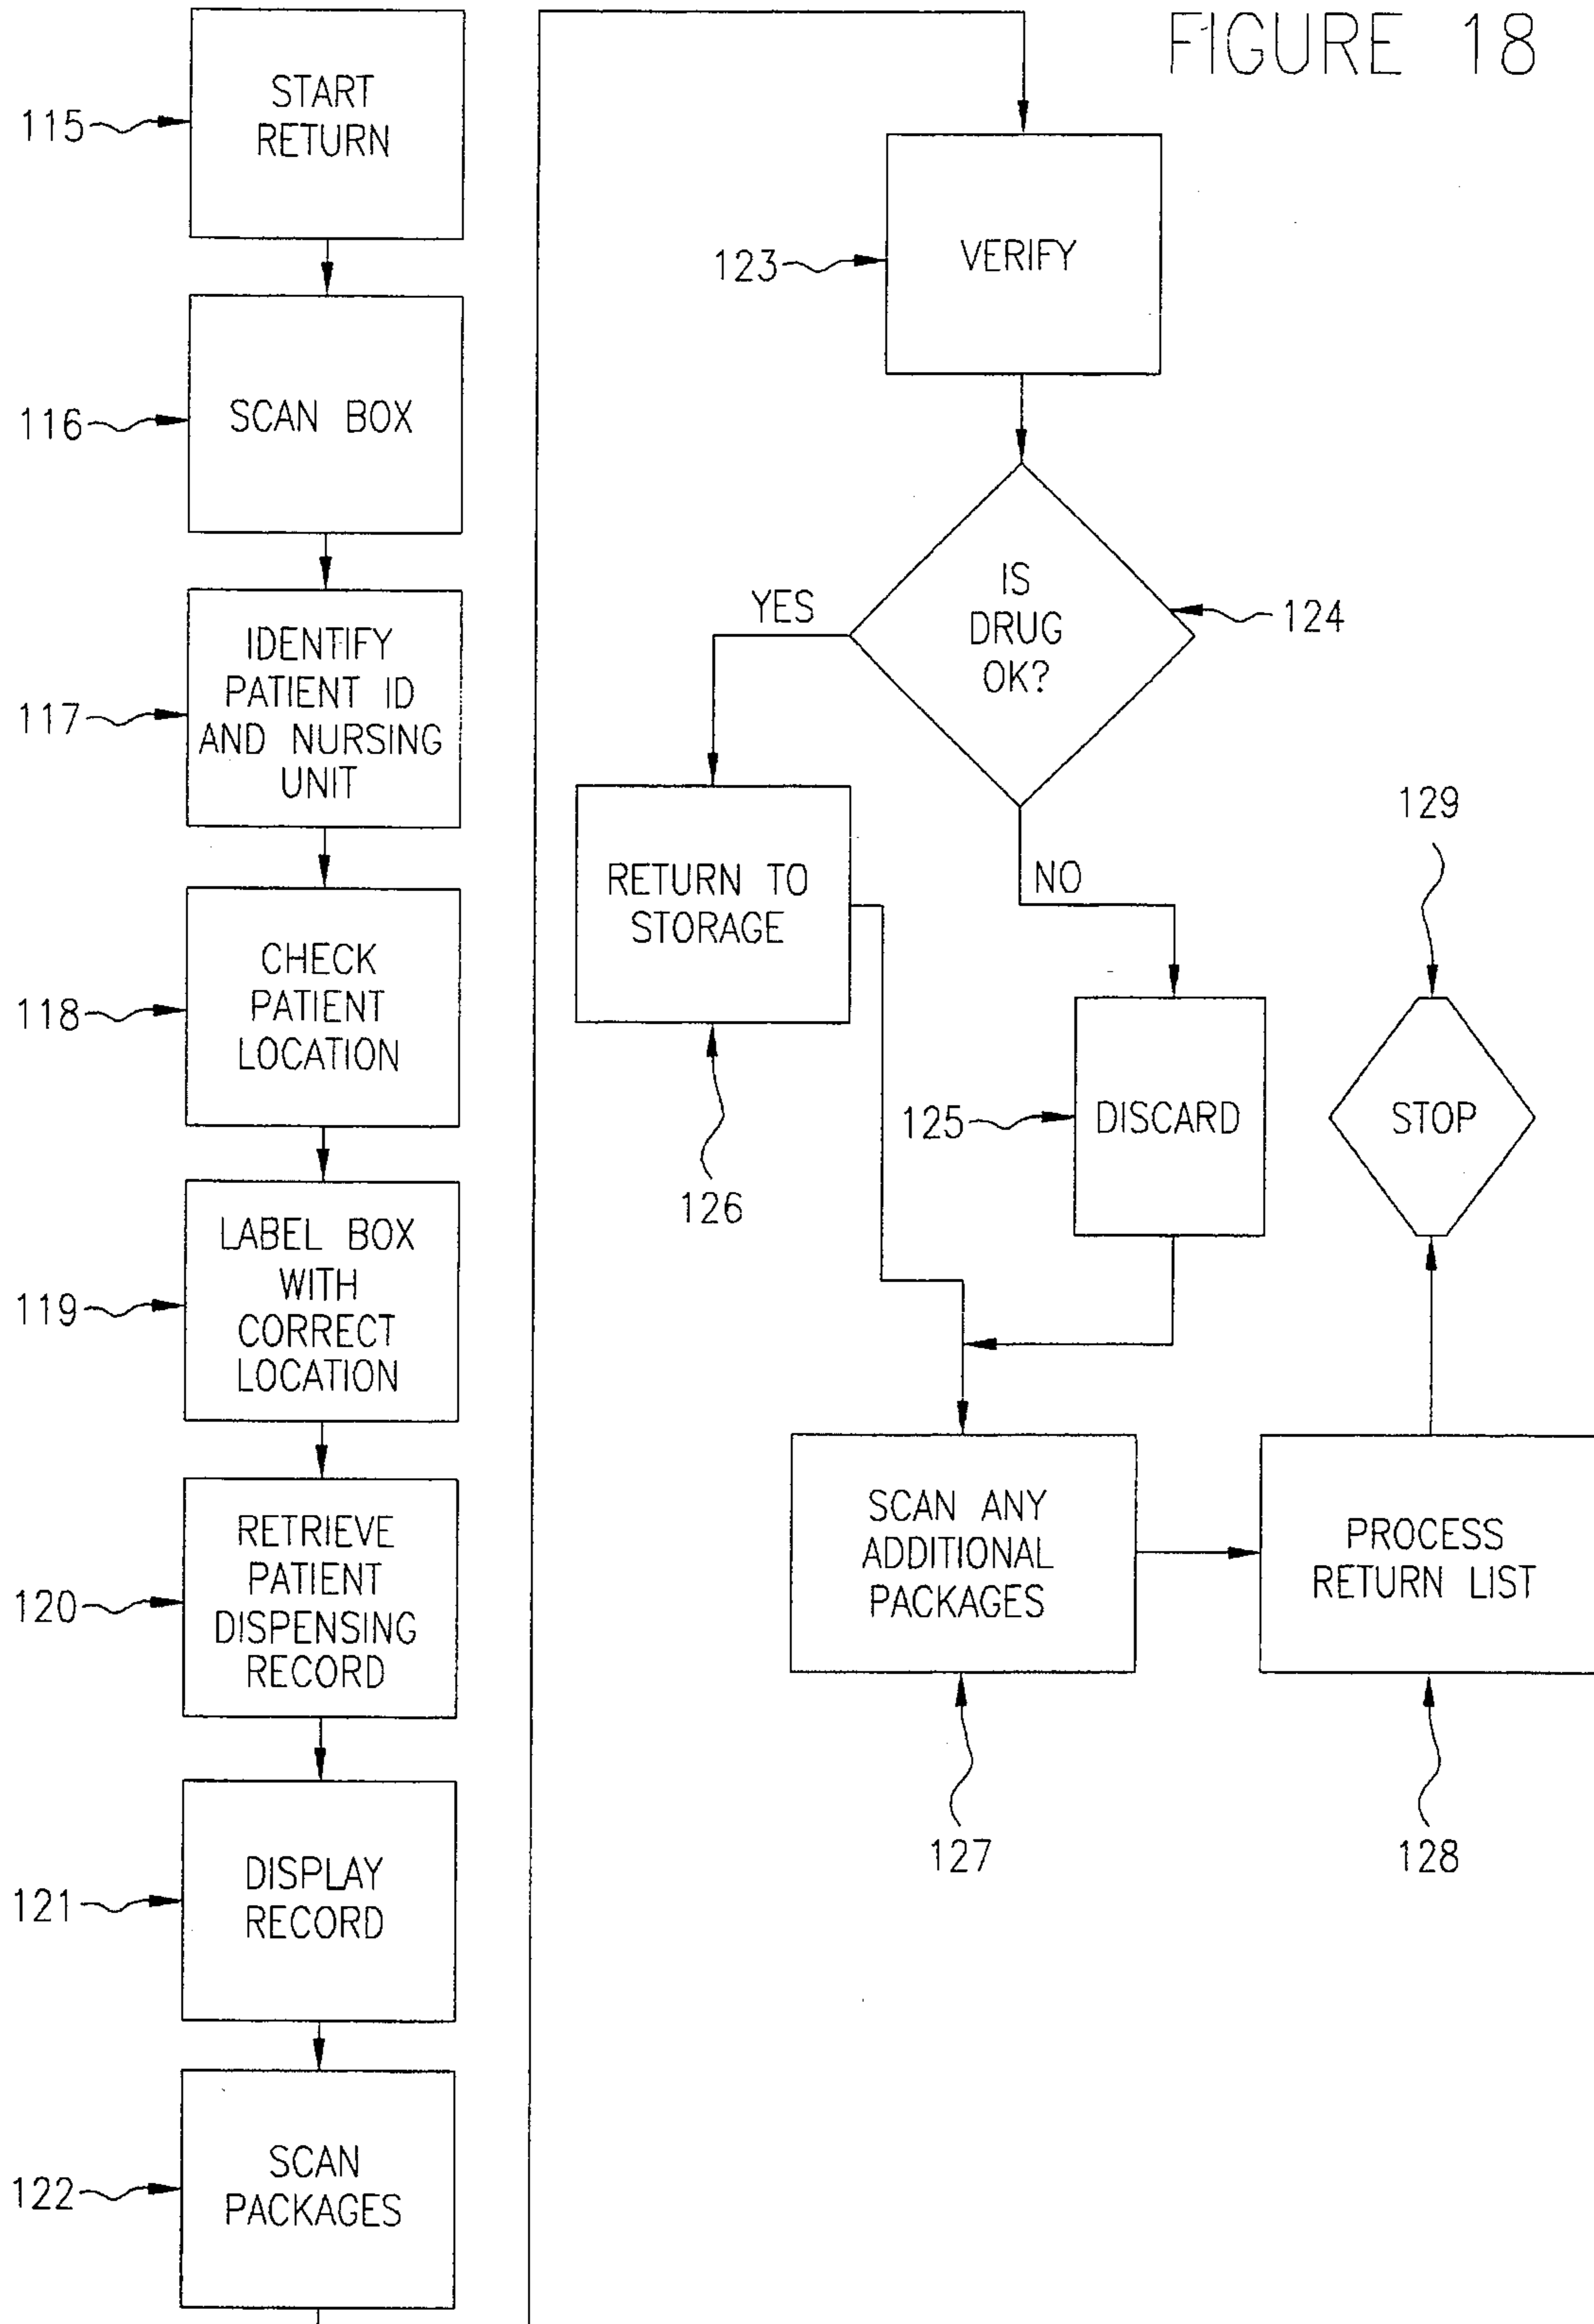 FIGURE 18
115
START
RETURN
116
SCAN BOX
117
IDENTIFY
PATIENT ID
AND NURSING
UNIT
118
CHECK
PATIENT
LOCATION
119
LABEL BOX
WITH
CORRECT
LOCATION
120
RETRIEVE
PATIENT
DISPENSING
RECORD
121
DISPLAY
RECORD
122
SCAN
PACKAGES
123
VERIFY
IS
DRUG
OK?
124
YES
NO
RETURN TO
STORAGE
126
125
DISCARD
129
STOP
SCAN ANY
ADDITIONAL
PACKAGES
127
PROCESS
RETURN LIST
128